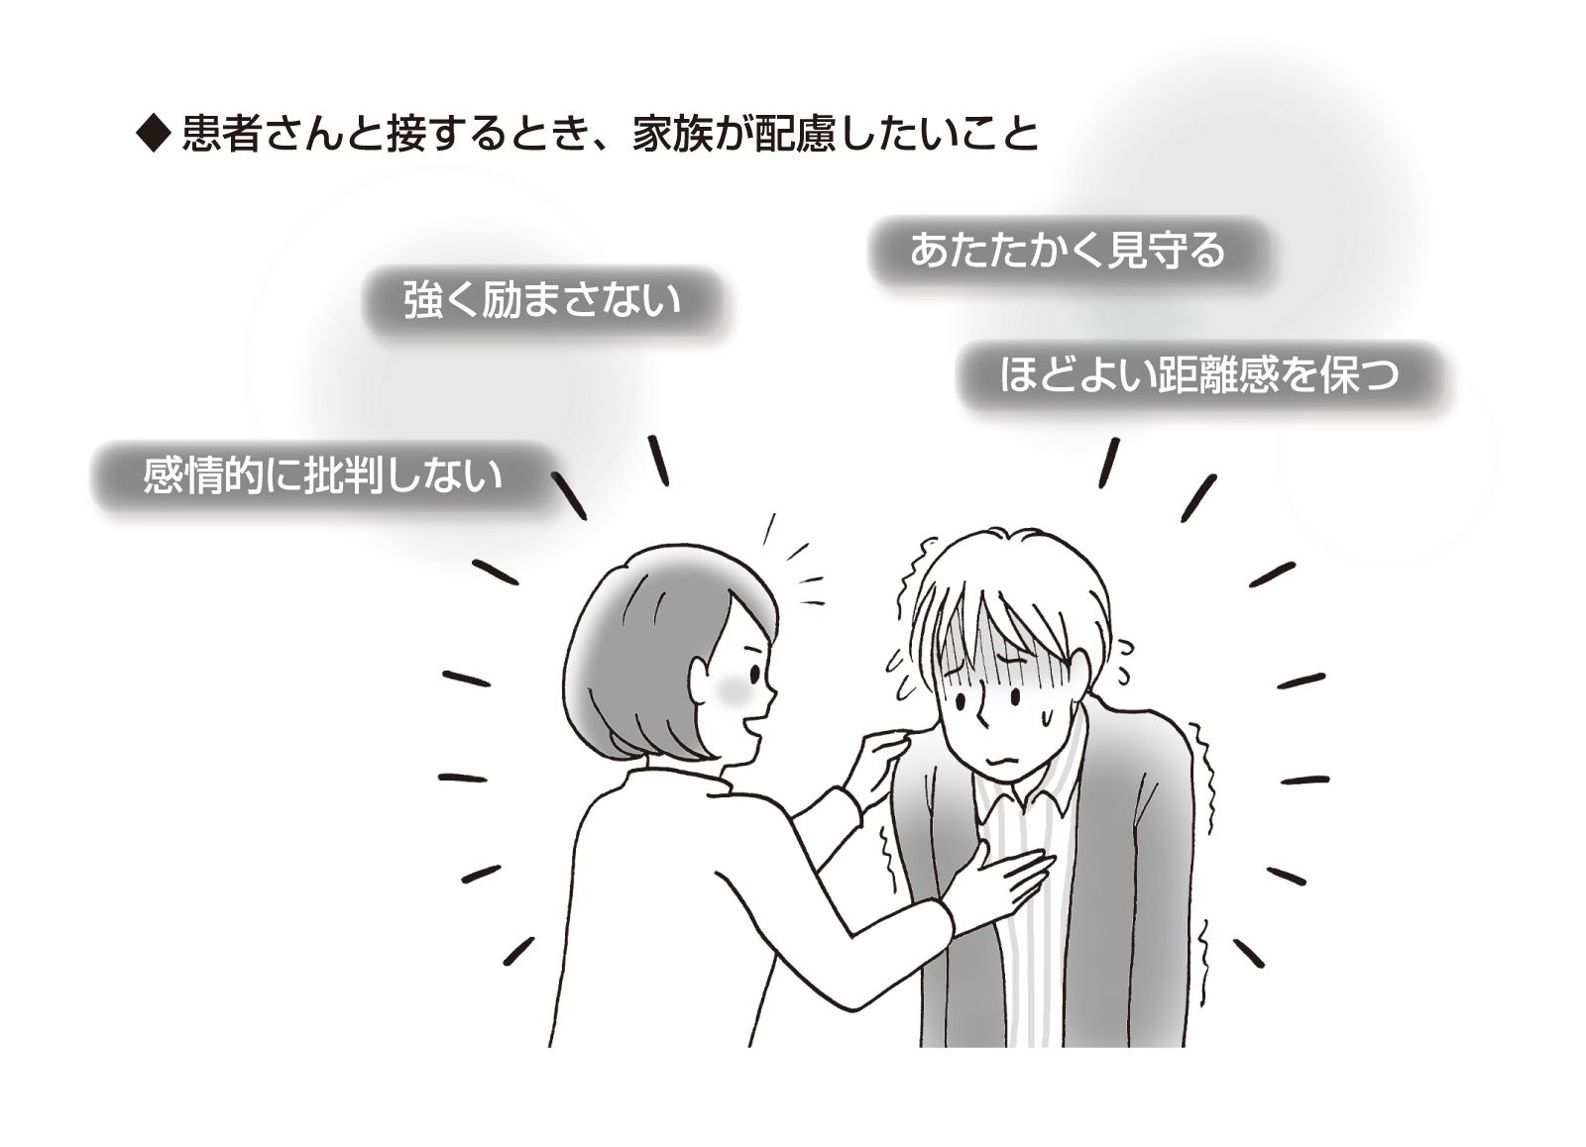 ◆患者さんと接するとき、家族が配慮したいこと
あたたかく見守る
強く励まさない
ほどよい距離感を保つ
感情的に批判しない